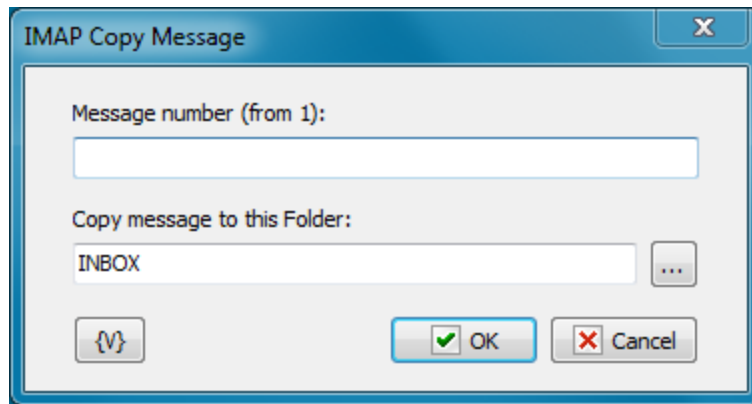 IMAP Copy Message
Message number (from 1):
Copy message to this Folder:
INBOX
...
{V}
OK
Cancel